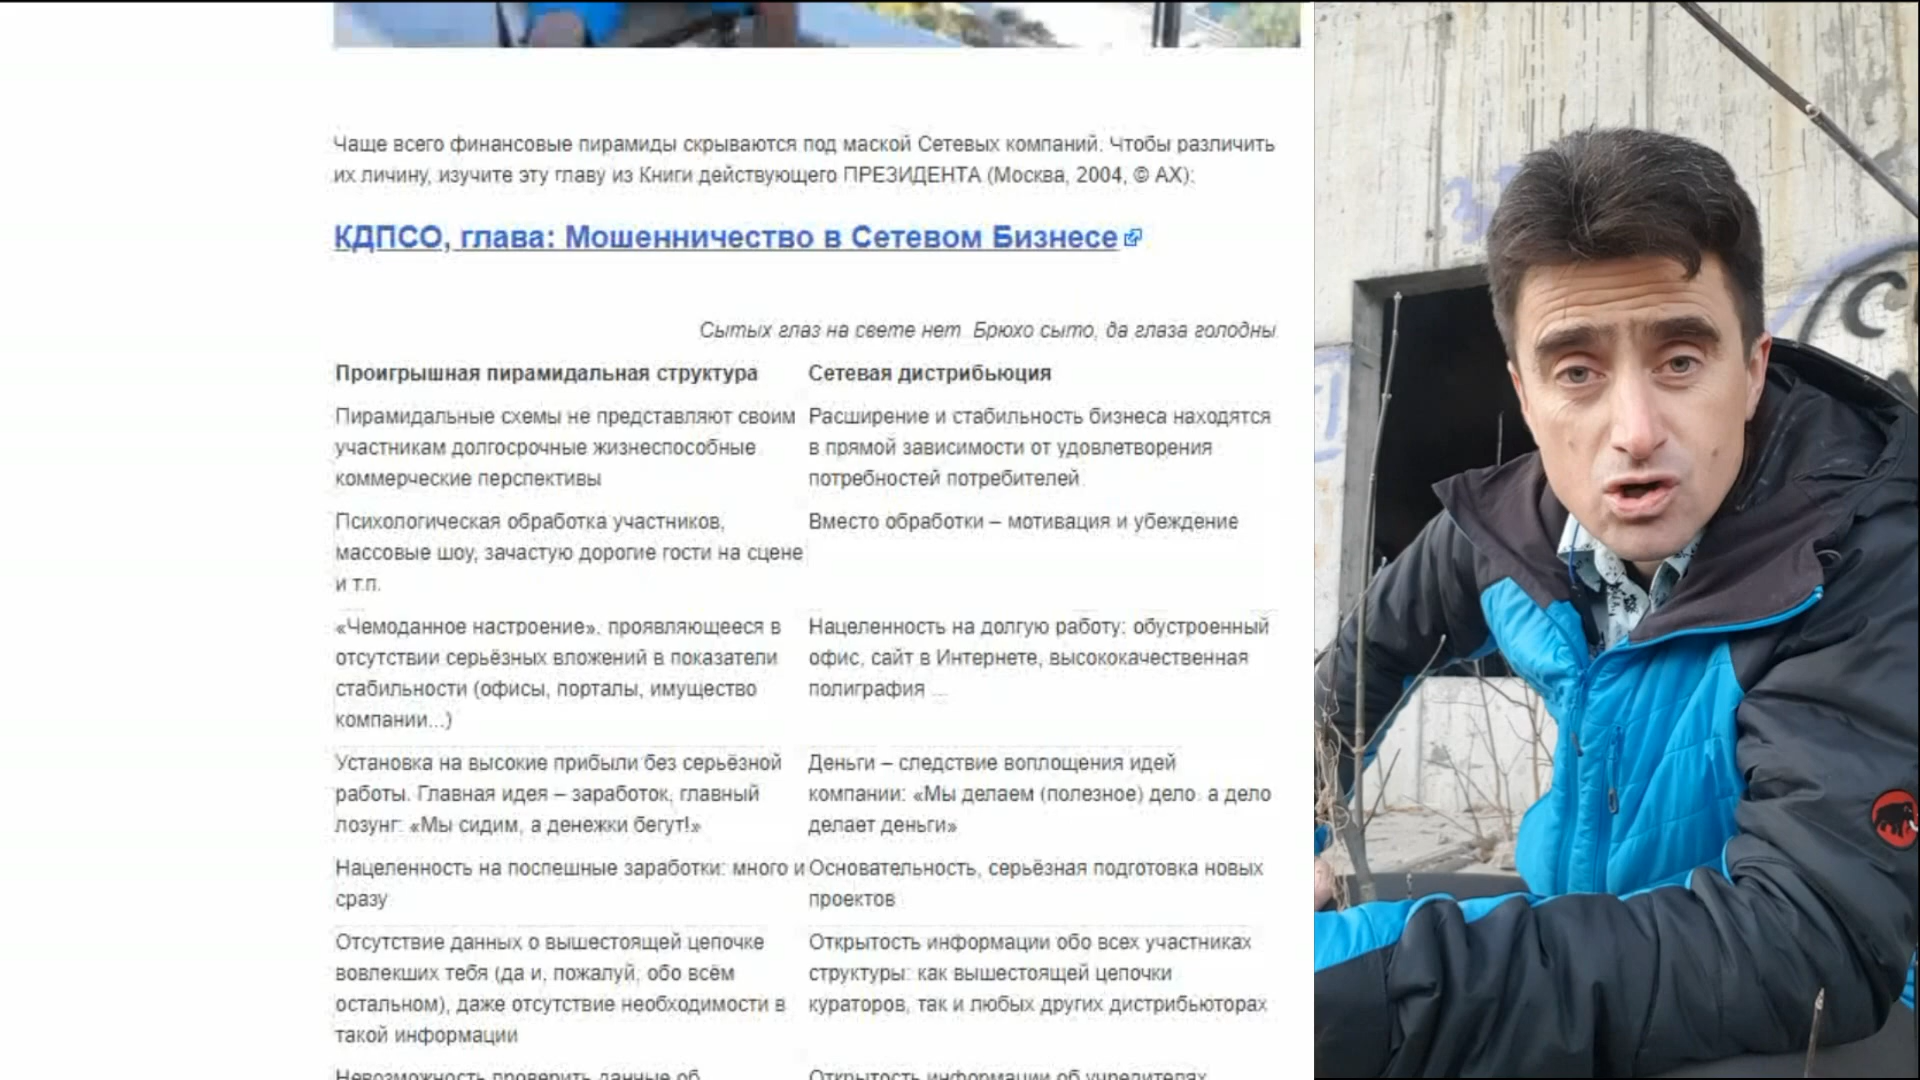 Чаще всего финансовые пирамиды скрываются под маской Сетевых компаний. Чтобы различить
их личину, изучите эту главу из Книги действующего ПРЕЗИДЕНТА (Москва, 2004, © АХ):
КДПСО, глава: Мошенничество в Сетевом Бизнесе
Сытых глаз на свете нет. Брюхо сыто, да глаза голодны
Проигрышная пирамидальная структура
Пирамидальные схемы не представляют своим
участникам долгосрочные жизнеспособные
коммерческие перспективы
Психологическая обработка участников,
массовые шоу, зачастую дорогие гости на сцене
и т.п.
«Чемоданное настроение», проявляющееся в
отсутствии серьёзных вложений в показатели
стабильности (офисы, порталы, имущество
компании...)
Установка на высокие прибыли без серьёзной
работы. Главная идея – заработок, главный
лозунг: «Мы сидим, а денежки бегут!»
Нацеленность на поспешные заработки: много и
сразу
Отсутствие данных о вышестоящей цепочке
вовлекших тебя (да и, пожалуй, обо всём
остальном), даже отсутствие необходимости в
такой информации
Невозможность проверить данные об
Сетевая дистрибьюция
Расширение и стабильность бизнеса находятся
в прямой зависимости от удовлетворения
потребностей потребителей
Вместо обработки – мотивация и убеждение
Нацеленность на долгую работу: обустроенный
офис, сайт в Интернете, высококачественная
полиграфия ...
Деньги – следствие воплощения идей
компании: «Мы делаем (полезное) дело, а дело
делает деньги»
Основательность, серьёзная подготовка новых
проектов
Открытость информации обо всех участниках
структуры: как вышестоящей цепочки
кураторов, так и любых других дистрибьюторах
Открытость информации об учредителях